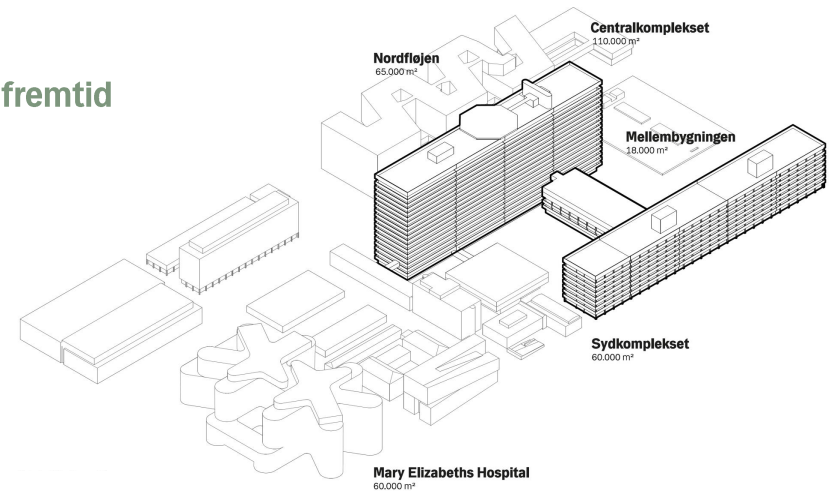 fremtid
Centralkomplekset
110.000 m²
Nordfløjen
65.000 m²
Mellembygningen
18.000 m²
Sydkomplekset
60.000 m²
Mary Elizabeths Hospital
60.000 m²